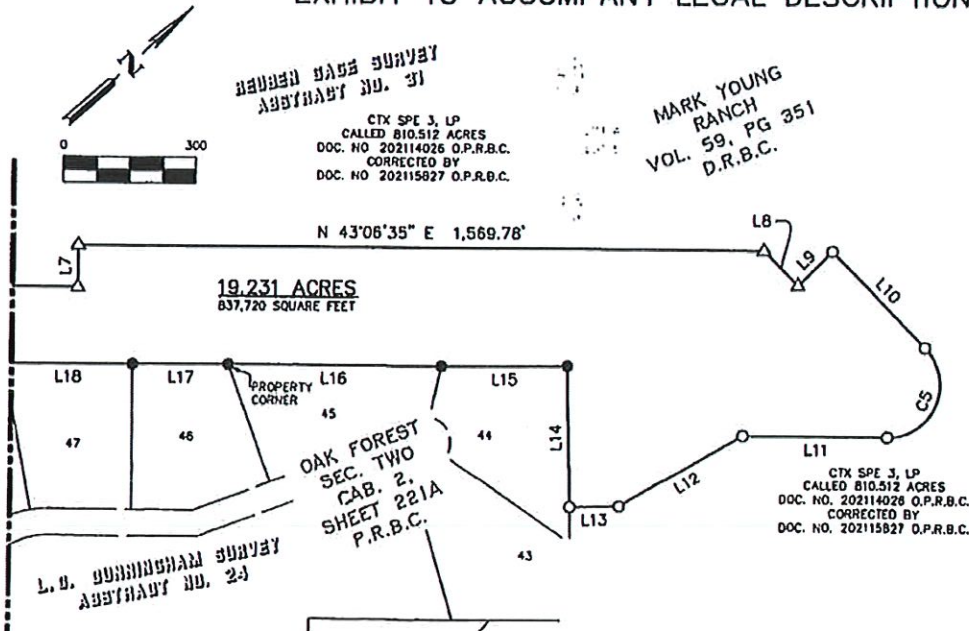 EXHIBIT TO ACCOMPANY LEGAL DESCRIPTION
N
REUBEN GAGE SURVEY
ABSTRACT NO. 31
MARK YOUNG
RANCH
VOL. 59, PG 351
D.R.B.C.
CTX SPE 3, LP
CALLED 810.512 ACRES
DOC. NO 202114026 O.P.R.B.C.
CORRECTED BY
DOC. NO 202115827 O.P.R.B.C.
0 300
N 43°06'35" E 1,569.78'
L8
L7
L9
L10
19.231 ACRES
837,720 SQUARE FEET
L18
L17
L16
L15
PROPERTY
CORNER
C5
45
47
46
44
L14
L11
OAK FOREST
SEC. TWO
CAB. 2,
SHEET 221A
P.R.B.C.
L12
CTX SPE 3, LP
CALLED 810.512 ACRES
DOC. NO. 202114026 O.P.R.B.C.
CORRECTED BY
DOC. NO. 202115827 O.P.R.B.C.
L13
43
L.G. CUNNINGHAM SURVEY
ABSTRACT NO. 24